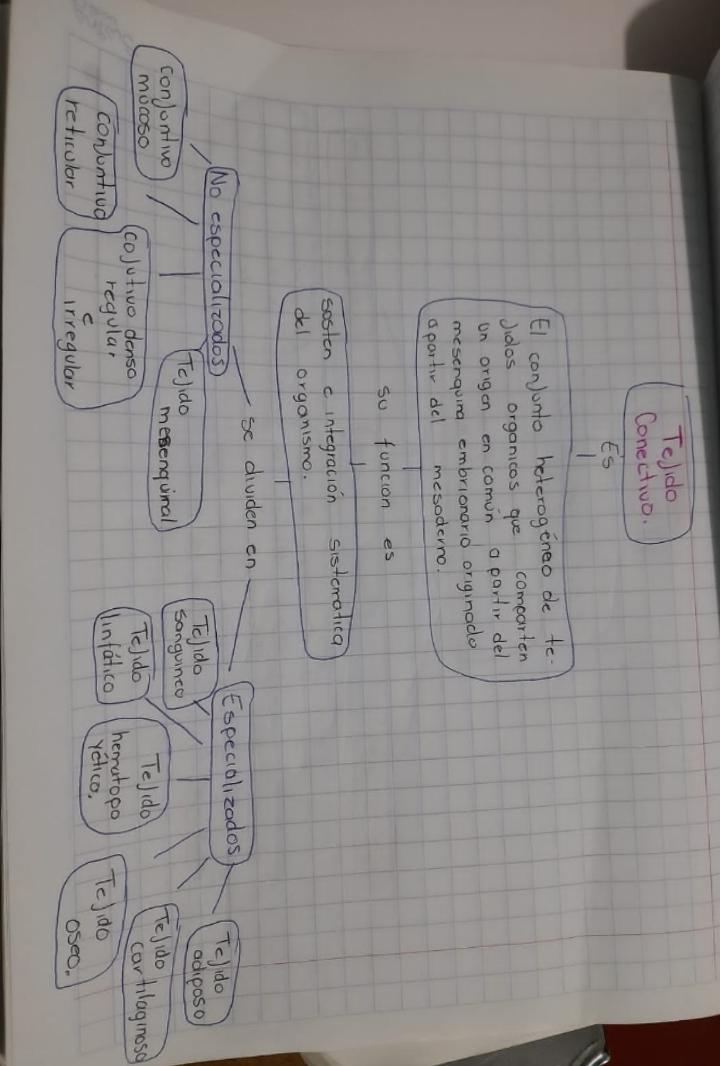 Tejido
Conectivo.
Es
El conjunto heterogéneo de te-
jidos organicos que comparten
un origen en común a partir del
mesenquima embrionario originado
a partir del mesoderno.
su función es
sosten e integración sistematica
del organismo.
se dividen en
No especializados
Conjuntivo
mucoso
conjuntivo
reticular
cojutivo denso
regular
e
irregular
Tejido
mesenquimal
Especializados
Tejido
sanguineo
Tejido
linfático
Tejido
hematopo
yético.
Tejido
oseo.
Tejido
cartilaginoso
Tejido
adiposo